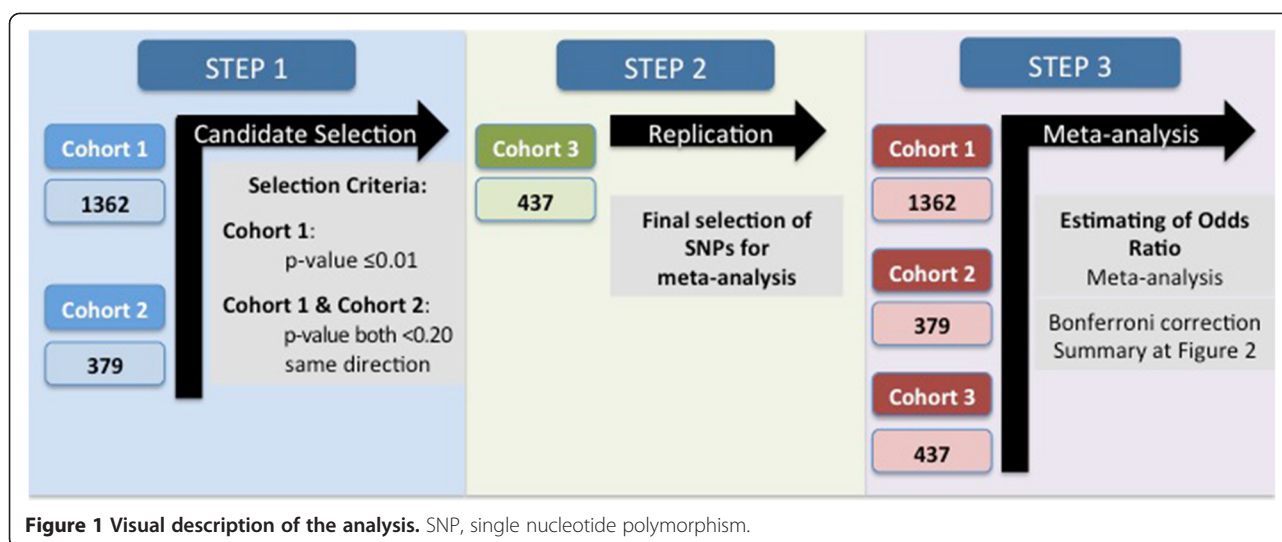 STEP 1
Candidate Selection
Cohort 1
1362
Cohort 2
379
Selection Criteria:
Cohort 1:
p-value ≤0.01
Cohort 1 & Cohort 2:
p-value both <0.20
same direction
STEP 2
Replication
Cohort 3
437
Final selection of
SNPs for
meta-analysis
STEP 3
Meta-analysis
Cohort 1
1362
Cohort 2
379
Cohort 3
437
Estimating of Odds
Ratio
Meta-analysis
Bonferroni correction
Summary at Figure 2
Figure 1 Visual description of the analysis. SNP, single nucleotide polymorphism.